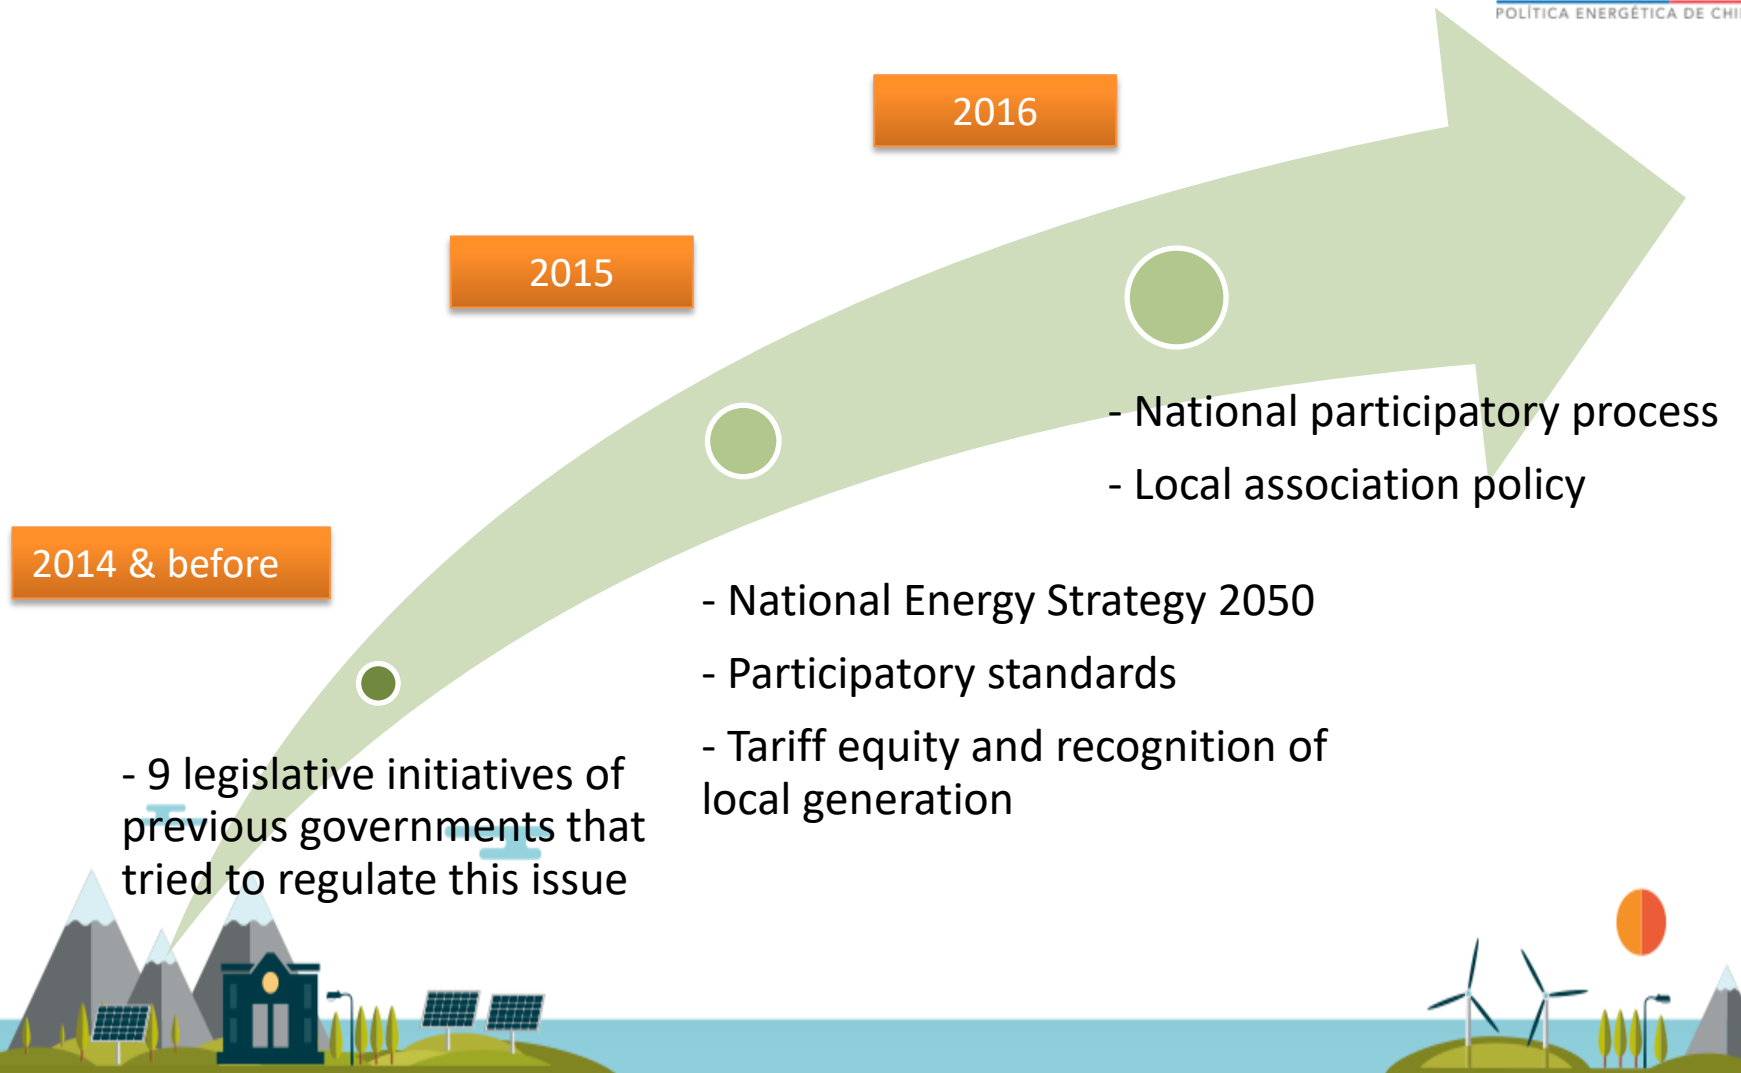 POLÍTICA ENERGÉTICA DE
2016
2015
2014 & before
- National participatory process
- Local association policy
- National Energy Strategy 2050
- Participatory standards
- Tariff equity and recognition of
local generation
- 9 legislative initiatives of
previous governments that
tried to regulate this issue